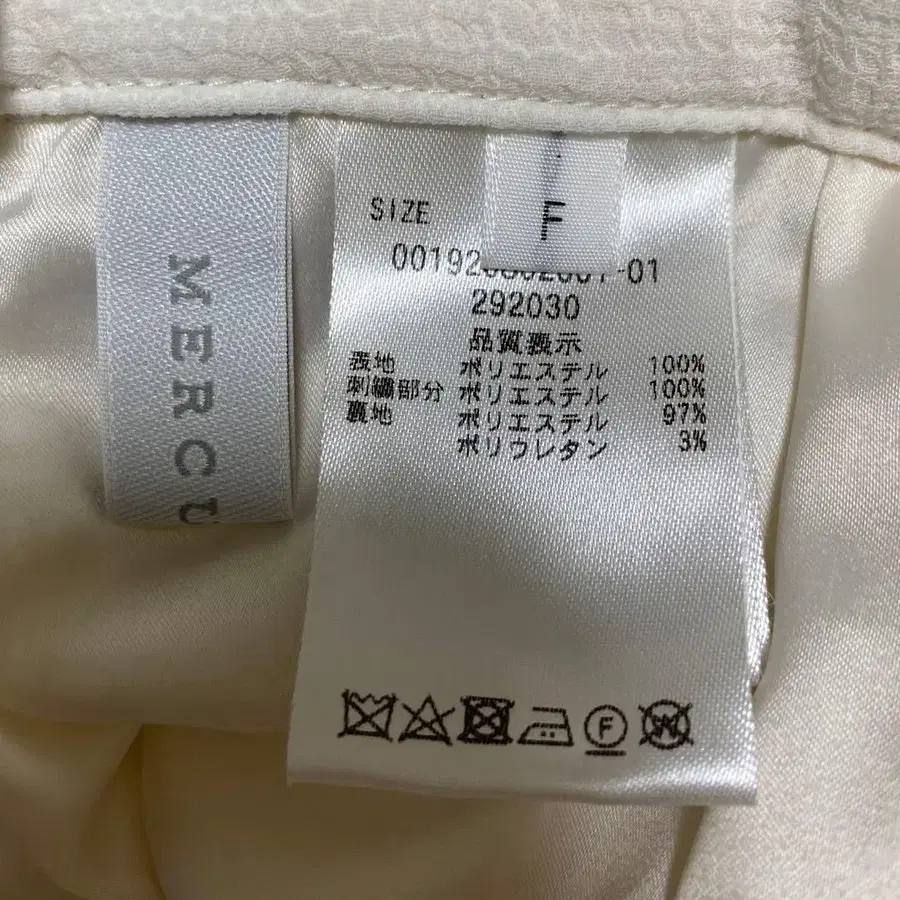 MERCU
SIZE
F
292030
品質表示
表地 ポリエステル 100%
刺繍部分 ポリエステル 100%
裏地 ポリエステル 97%
ポリウレタン 3%
F
W